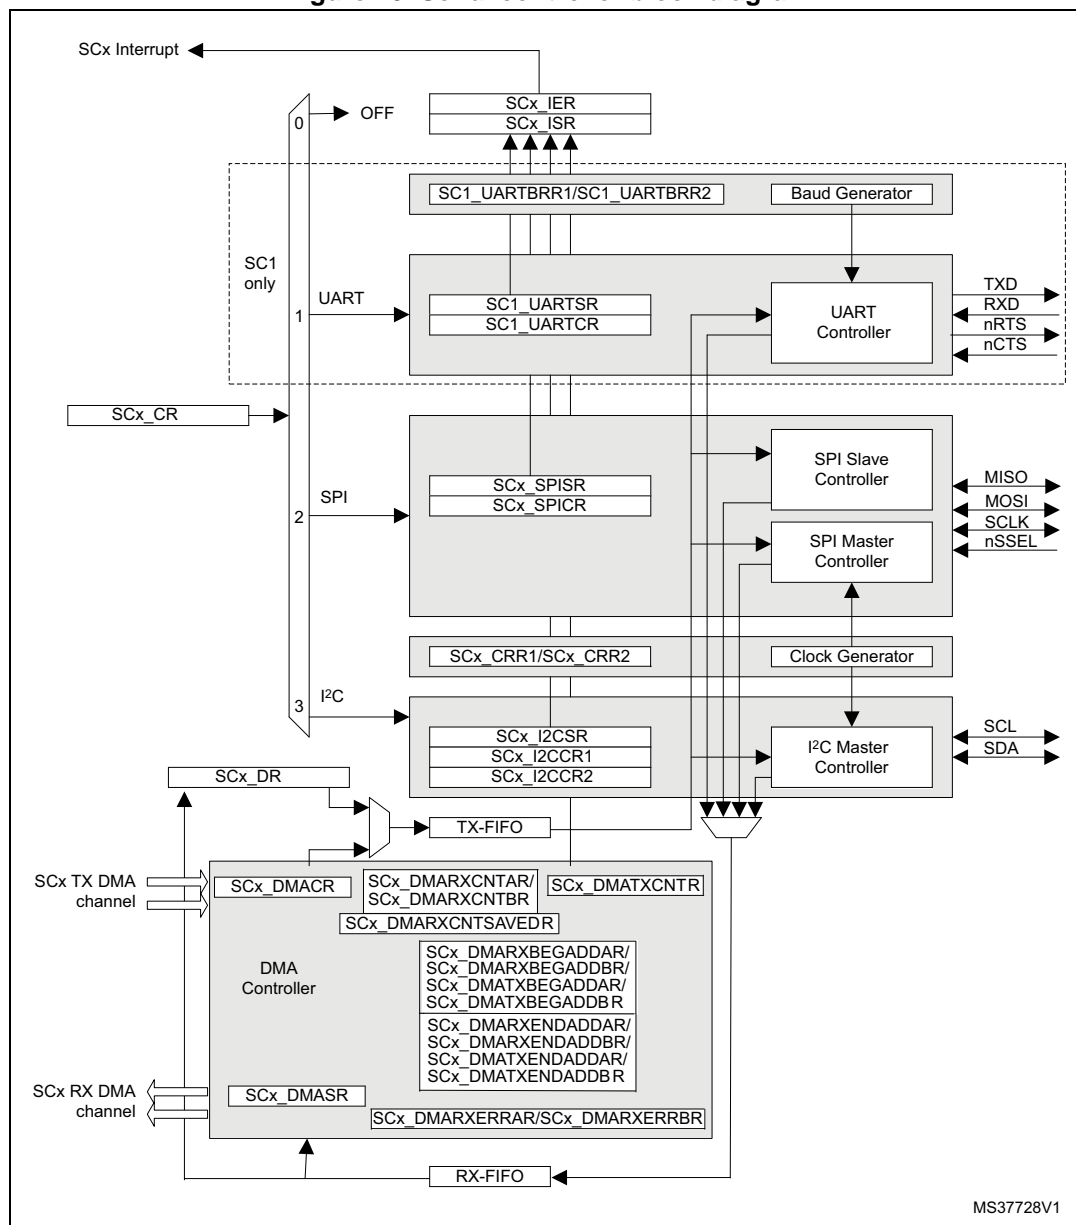 SCx Interrupt
SCx_IER
SCx_ISR
OFF
0
SC1_UARTBRR1/SC1_UARTBRR2
Baud Generator
SC1
only
UART
1
SC1_UARTSR
SC1_UARTCR
UART
Controller
TXD
RXD
nRTS
nCTS
SCx_CR
SPI
2
SCx_SPISR
SCx_SPICR
SPI Slave
Controller
SPI Master
Controller
MISO
MOSI
SCLK
nSSEL
SCx_CRR1/SCx_CRR2
Clock Generator
I²C
3
SCx_I2CSR
SCx_I2CCR1
SCx_I2CCR2
I²C Master
Controller
SCL
SDA
SCx_DR
TX-FIFO
SCx TX DMA
channel
SCx_DMACR
SCx_DMARXCNTAR/
SCx_DMARXCNTBR
SCx_DMATXCNTR
SCx_DMARXCNTSAVEDR
DMA
Controller
SCx_DMARXBEGADDAR/
SCx_DMARXBEGADDBR/
SCx_DMATXBEGADDAR/
SCx_DMATXBEGADDBR
SCx_DMARXENDADDAR/
SCx_DMARXENDADDBR/
SCx_DMATXENDADDAR/
SCx_DMATXENDADDBR
SCx RX DMA
channel
SCx_DMASR
SCx_DMARXERRAR/SCx_DMARXERRBR
RX-FIFO
MS37728V1